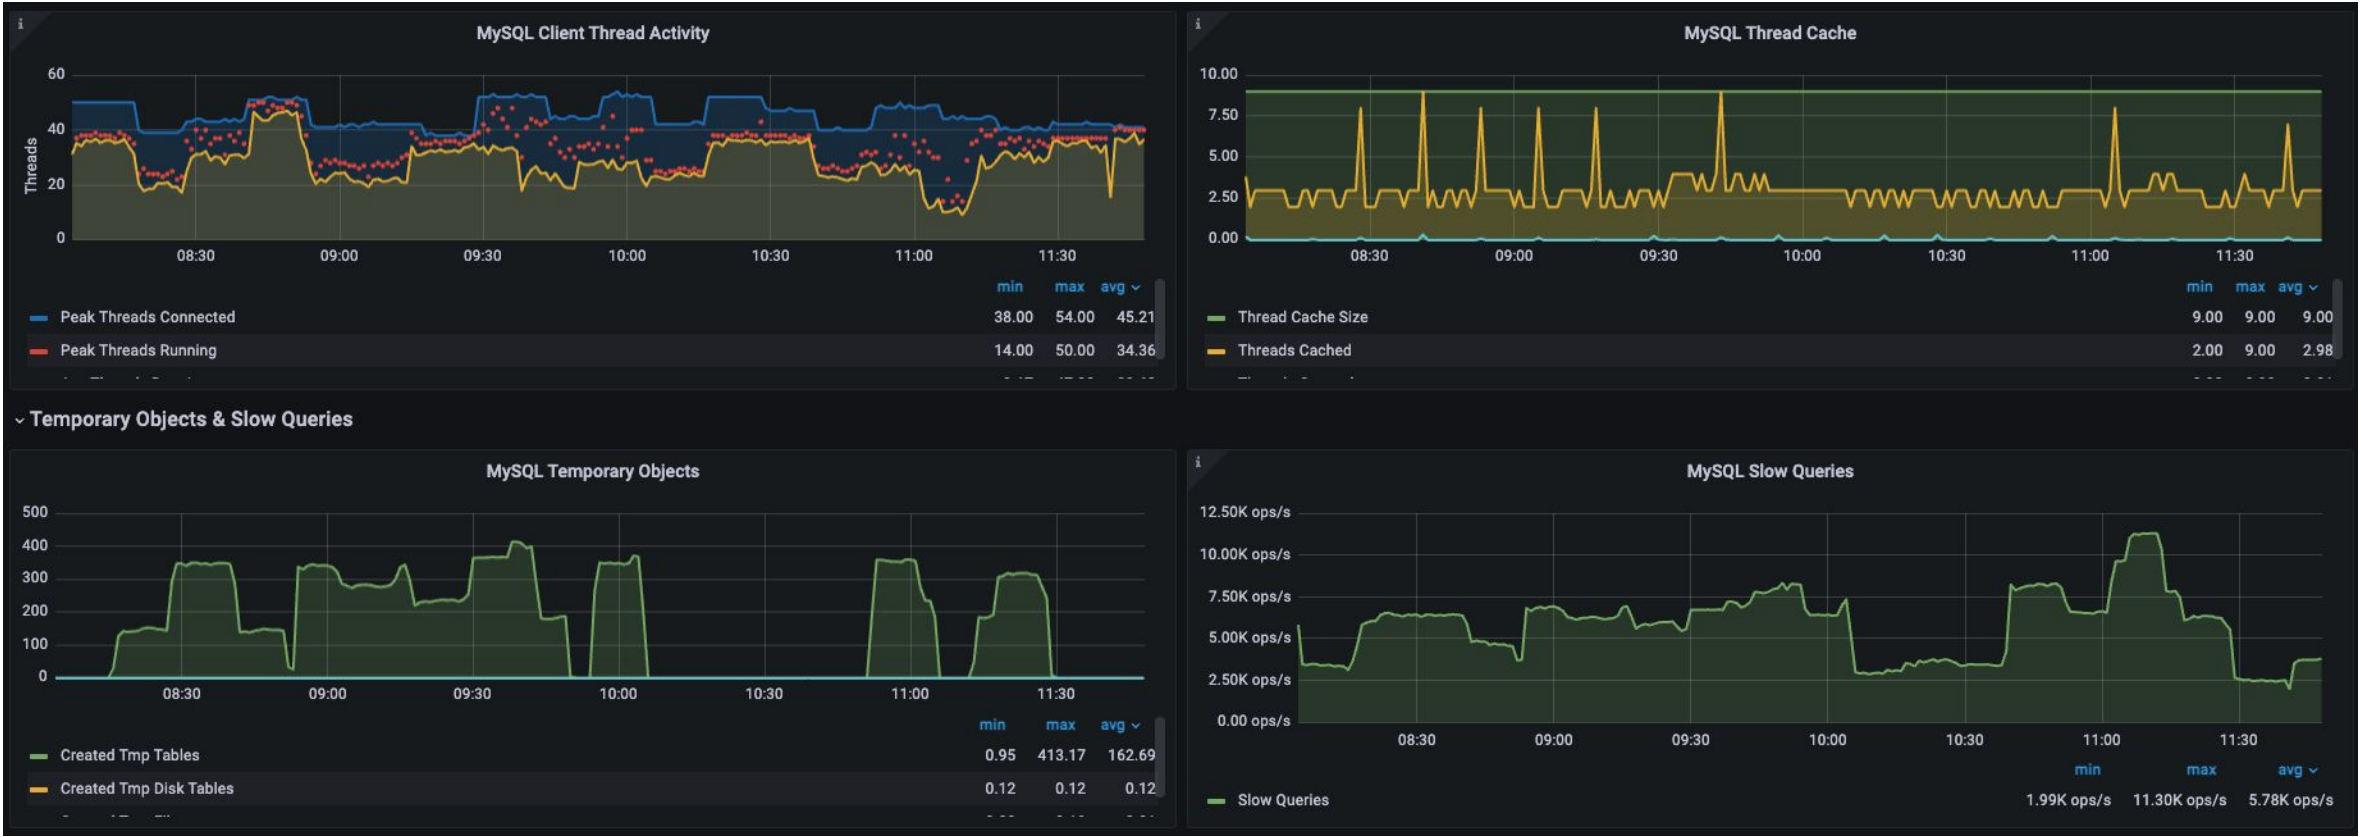 MySQL Client Thread Activity
60
40
20
0
Threads
08:30 09:00 09:30 10:00 10:30 11:00 11:30
min max avg
Peak Threads Connected 38.00 54.00 45.21
Peak Threads Running 14.00 50.00 34.36
MySQL Thread Cache
10.00
7.50
5.00
2.50
0.00
08:30 09:00 09:30 10:00 10:30 11:00 11:30
min max avg
Thread Cache Size 9.00 9.00 9.00
Threads Cached 2.00 9.00 2.98
Temporary Objects & Slow Queries
MySQL Temporary Objects
500
400
300
200
100
0
08:30 09:00 09:30 10:00 10:30 11:00 11:30
min max avg
Created Tmp Tables 0.95 413.17 162.69
Created Tmp Disk Tables 0.12 0.12 0.12
MySQL Slow Queries
12.50K ops/s
10.00K ops/s
7.50K ops/s
5.00K ops/s
2.50K ops/s
0.00 ops/s
08:30 09:00 09:30 10:00 10:30 11:00 11:30
min max avg
Slow Queries 1.99K ops/s 11.30K ops/s 5.78K ops/s